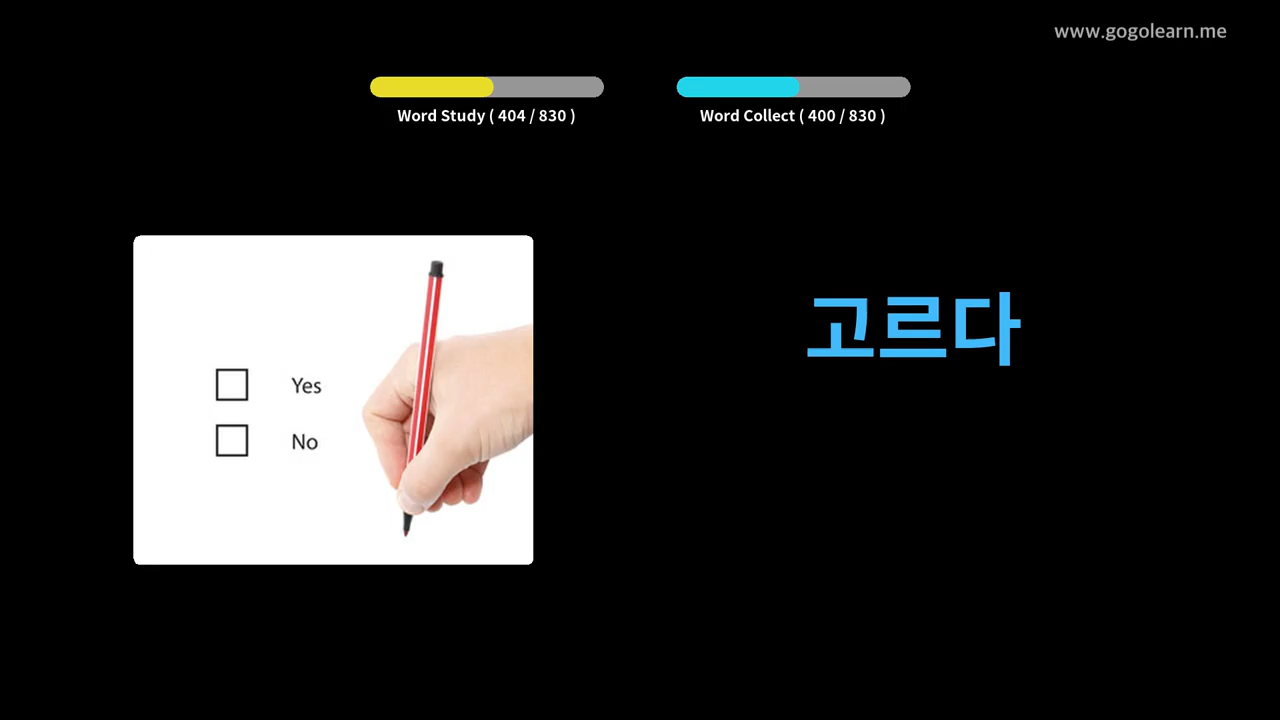 www.gogolearn.me
Word Study ( 404 / 830 )
Word Collect ( 400 / 830 )
고르다
Yes
No